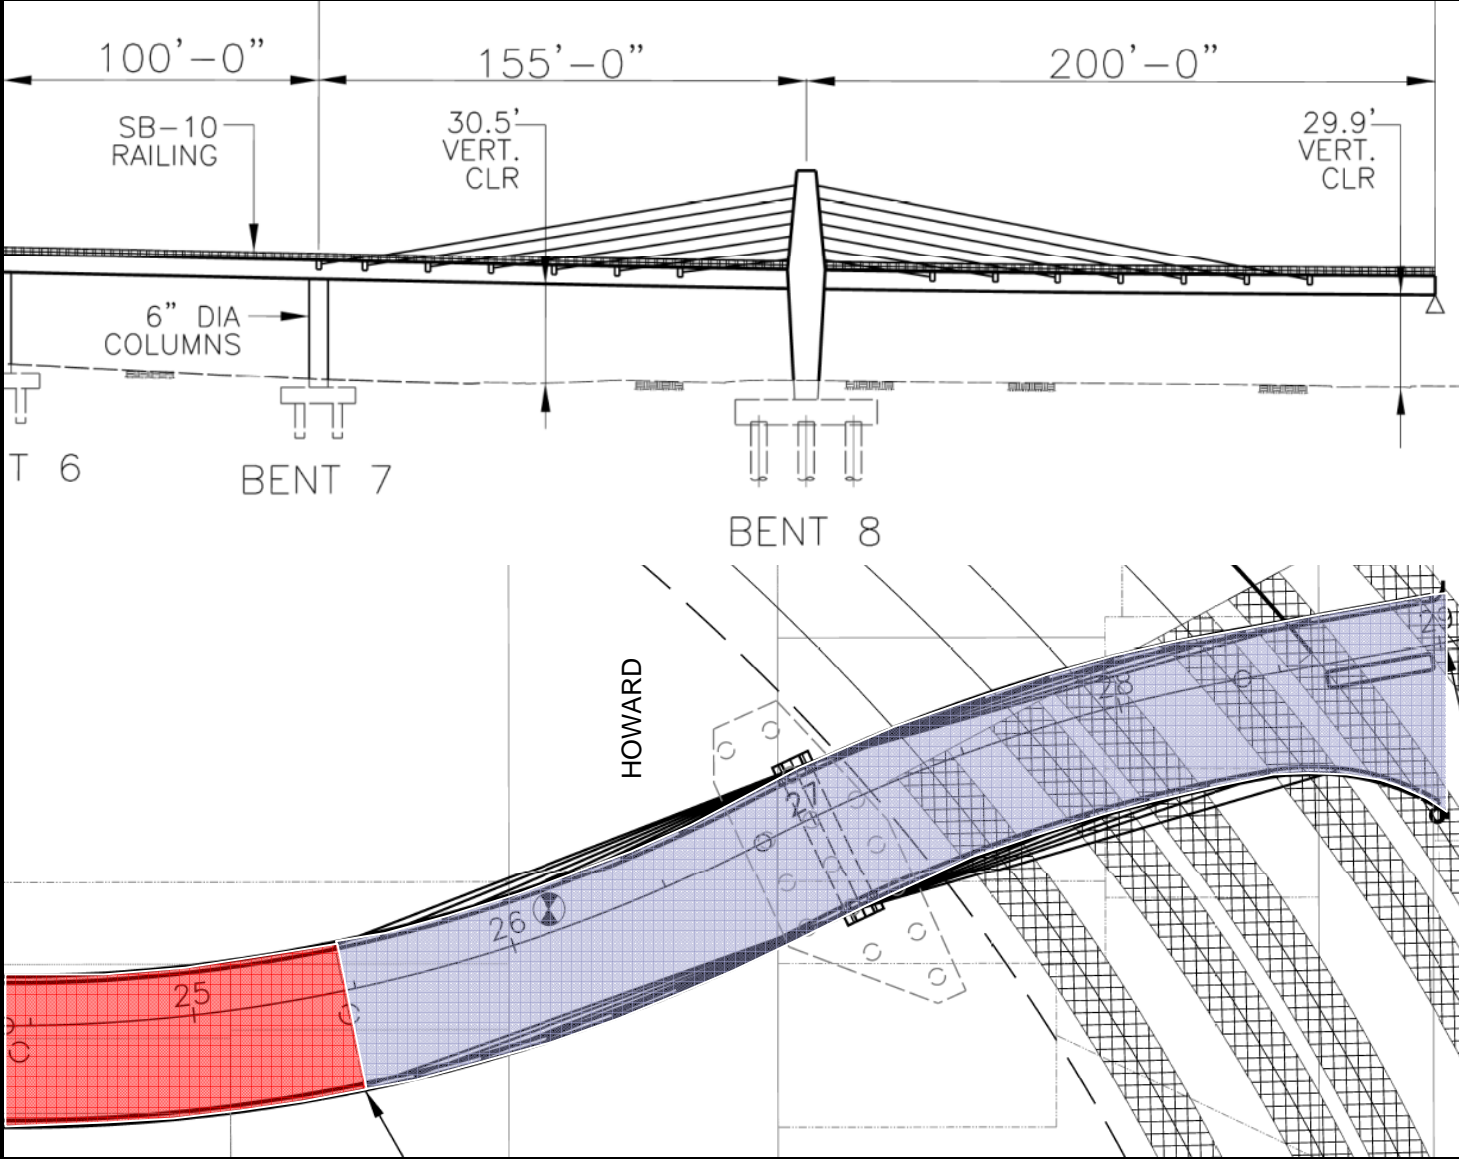 100'-0"
155'-0"
200'-0"
SB-10
RAILING
30.5'
VERT.
CLR
29.9'
VERT.
CLR
6" DIA
COLUMNS
T 6
BENT 7
BENT 8
HOWARD
28
27
26
25